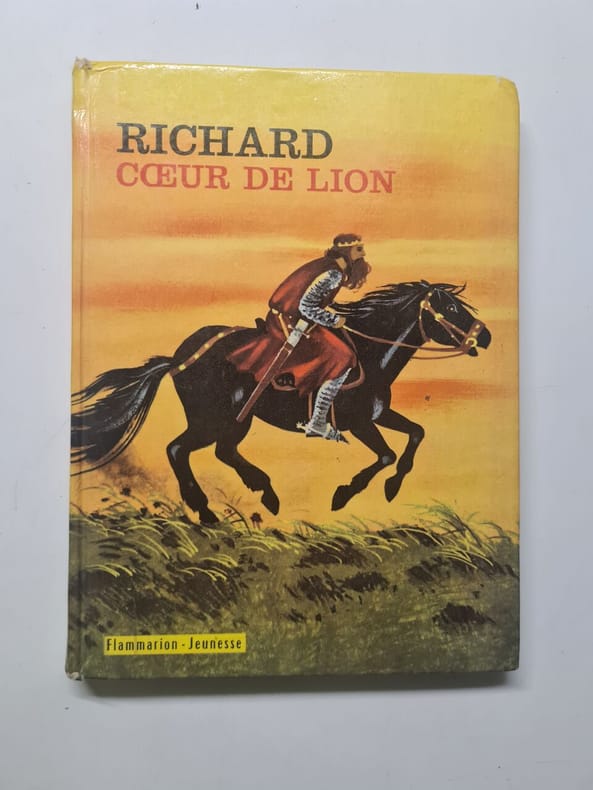 RICHARD
CŒUR DE LION
Flammarion - Jeunesse